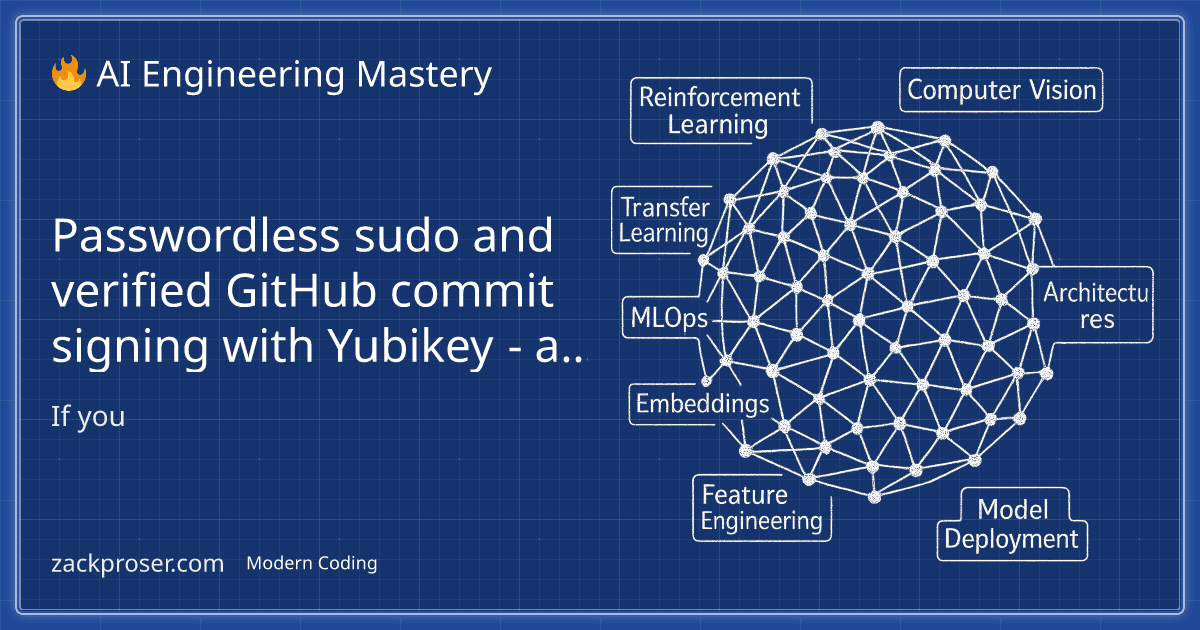 🔥 AI Engineering Mastery
Passwordless sudo and
verified GitHub commit
signing with Yubikey - a..
If you
zackproser.com
Modern Coding
Reinforcement
Learning
Computer Vision
Transfer
Learning
MLOps
Architectu
res
Embeddings
Feature
Engineering
Model
Deployment